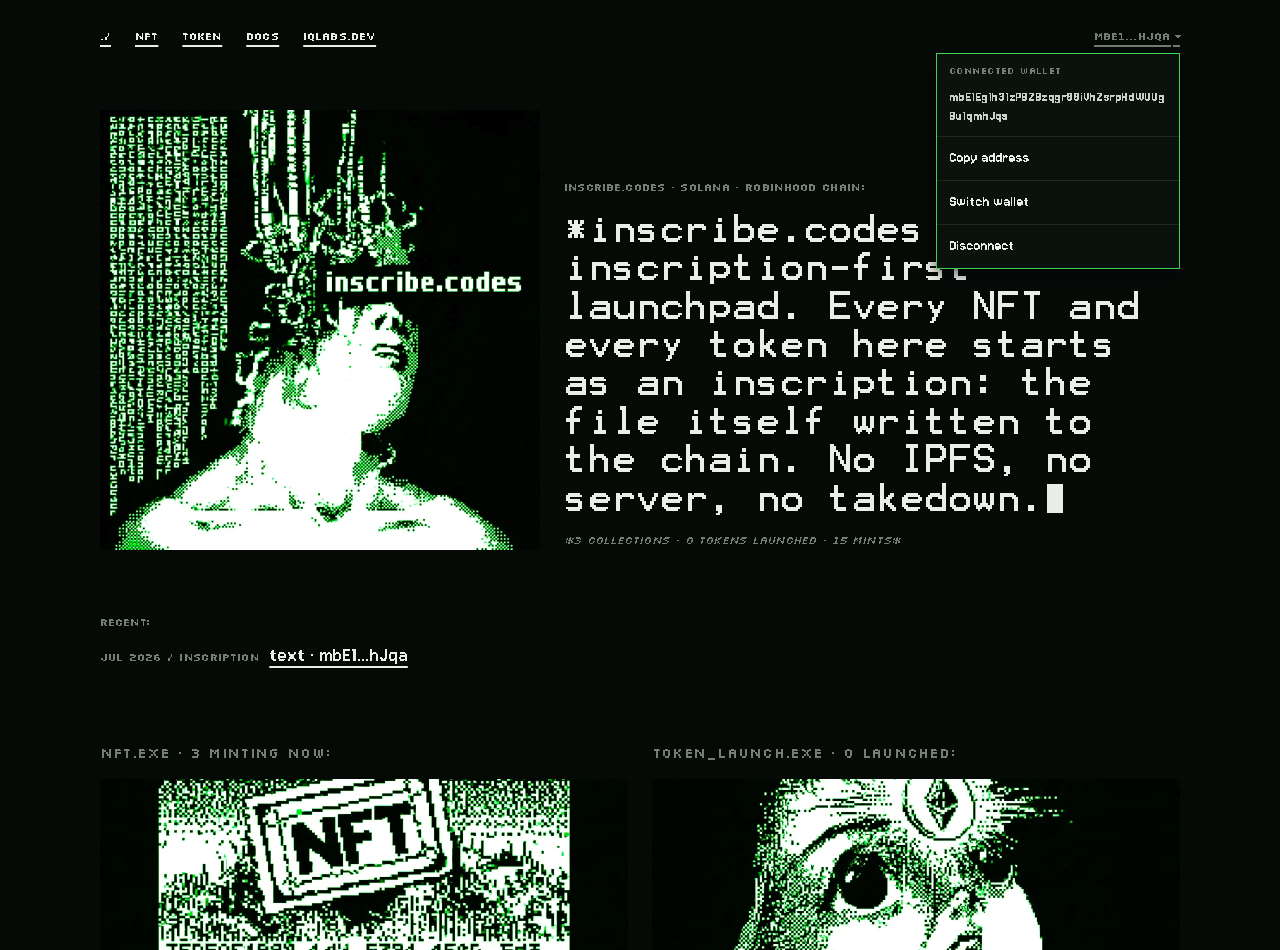 ./ NFT TOKEN DOCS IQLABS.DEV MBE1...HJQA
CONNECTED WALLET
Copy address
Switch wallet
Disconnect
inscribe.codes
INSCRIBE.CODES · SOLANA · ROBINHOOD CHAIN:
*inscribe.codes
inscription-first
launchpad. Every NFT and
every token here starts
as an inscription: the
file itself written to
the chain. No IPFS, no
server, no takedown.
*3 COLLECTIONS · 0 TOKENS LAUNCHED · 15 MINTS*
RECENT:
JUL 2026 / INSCRIPTION text · mbE1...hJqa
NFT.EXE · 3 MINTING NOW:
TOKEN_LAUNCH.EXE · 0 LAUNCHED:
NFT